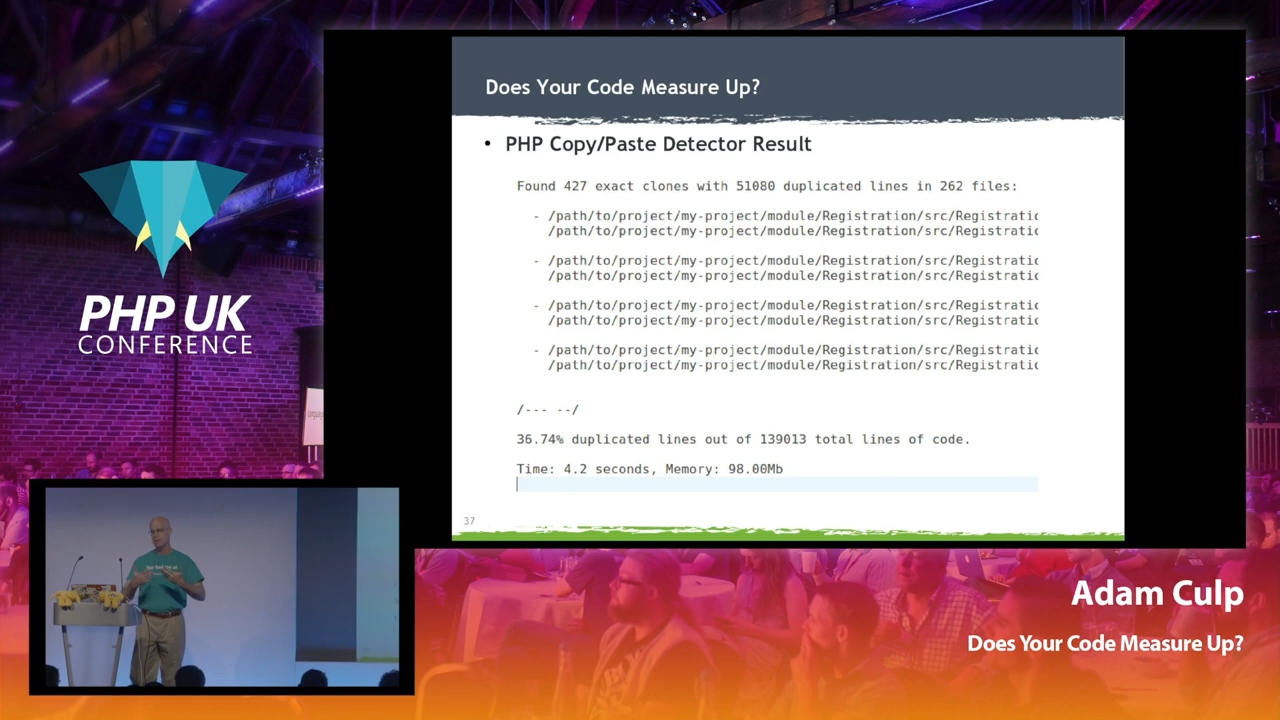 Does Your Code Measure Up?
• PHP Copy/Paste Detector Result
Found 427 exact clones with 51080 duplicated lines in 262 files:
- /path/to/project/my-project/module/Registration/src/Registratio
/path/to/project/my-project/module/Registration/src/Registratio
- /path/to/project/my-project/module/Registration/src/Registratio
/path/to/project/my-project/module/Registration/src/Registratio
- /path/to/project/my-project/module/Registration/src/Registratio
/path/to/project/my-project/module/Registration/src/Registratio
- /path/to/project/my-project/module/Registration/src/Registratio
/path/to/project/my-project/module/Registration/src/Registratio
/--- --/
36.74% duplicated lines out of 139013 total lines of code.
Time: 4.2 seconds, Memory: 98.00Mb
37
PHP UK
CONFERENCE
Adam Culp
Does Your Code Measure Up?